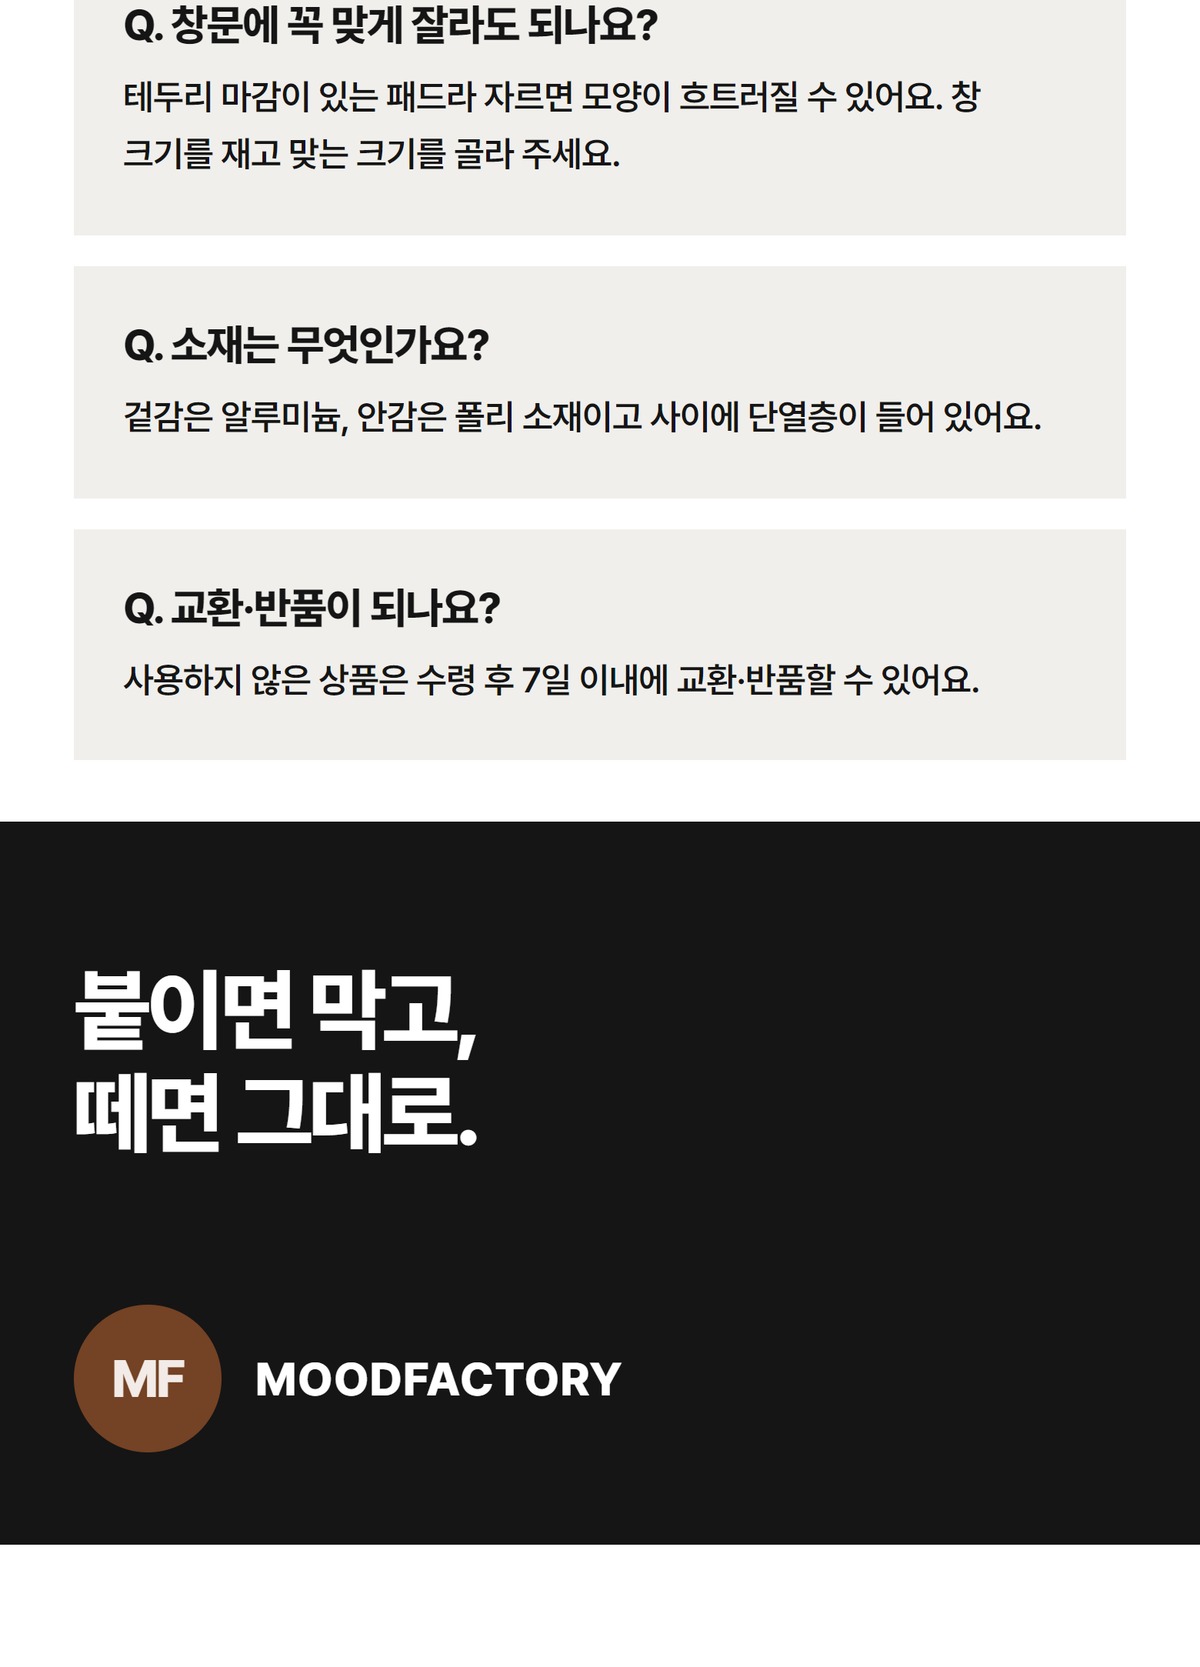 Q. 창문에 꼭 맞게 잘라도 되나요?
테두리 마감이 있는 패드라 자르면 모양이 흐트러질 수 있어요. 창
크기를 재고 맞는 크기를 골라 주세요.
Q. 소재는 무엇인가요?
겉감은 알루미늄, 안감은 폴리 소재이고 사이에 단열층이 들어 있어요.
Q. 교환·반품이 되나요?
사용하지 않은 상품은 수령 후 7일 이내에 교환·반품할 수 있어요.
붙이면 막고,
떼면 그대로.
MF
MOODFACTORY